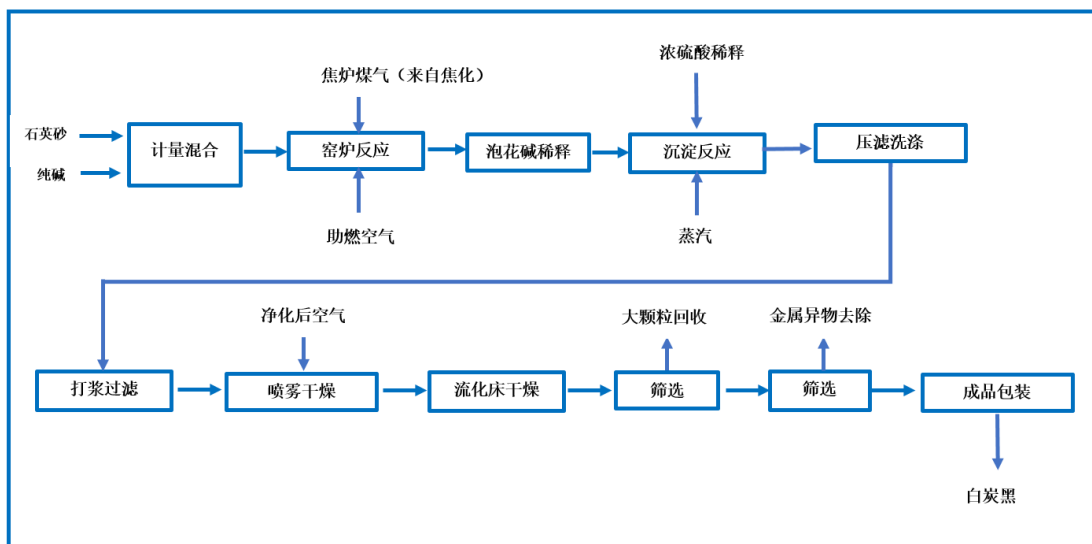 浓硫酸稀释
焦炉煤气（来自焦化）
石英砂
纯碱
计量混合
窑炉反应
泡花碱稀释
沉淀反应
压滤洗涤
助燃空气
蒸汽
净化后空气
大颗粒回收
金属异物去除
打浆过滤
喷雾干燥
流化床干燥
筛选
筛选
成品包装
白炭黑